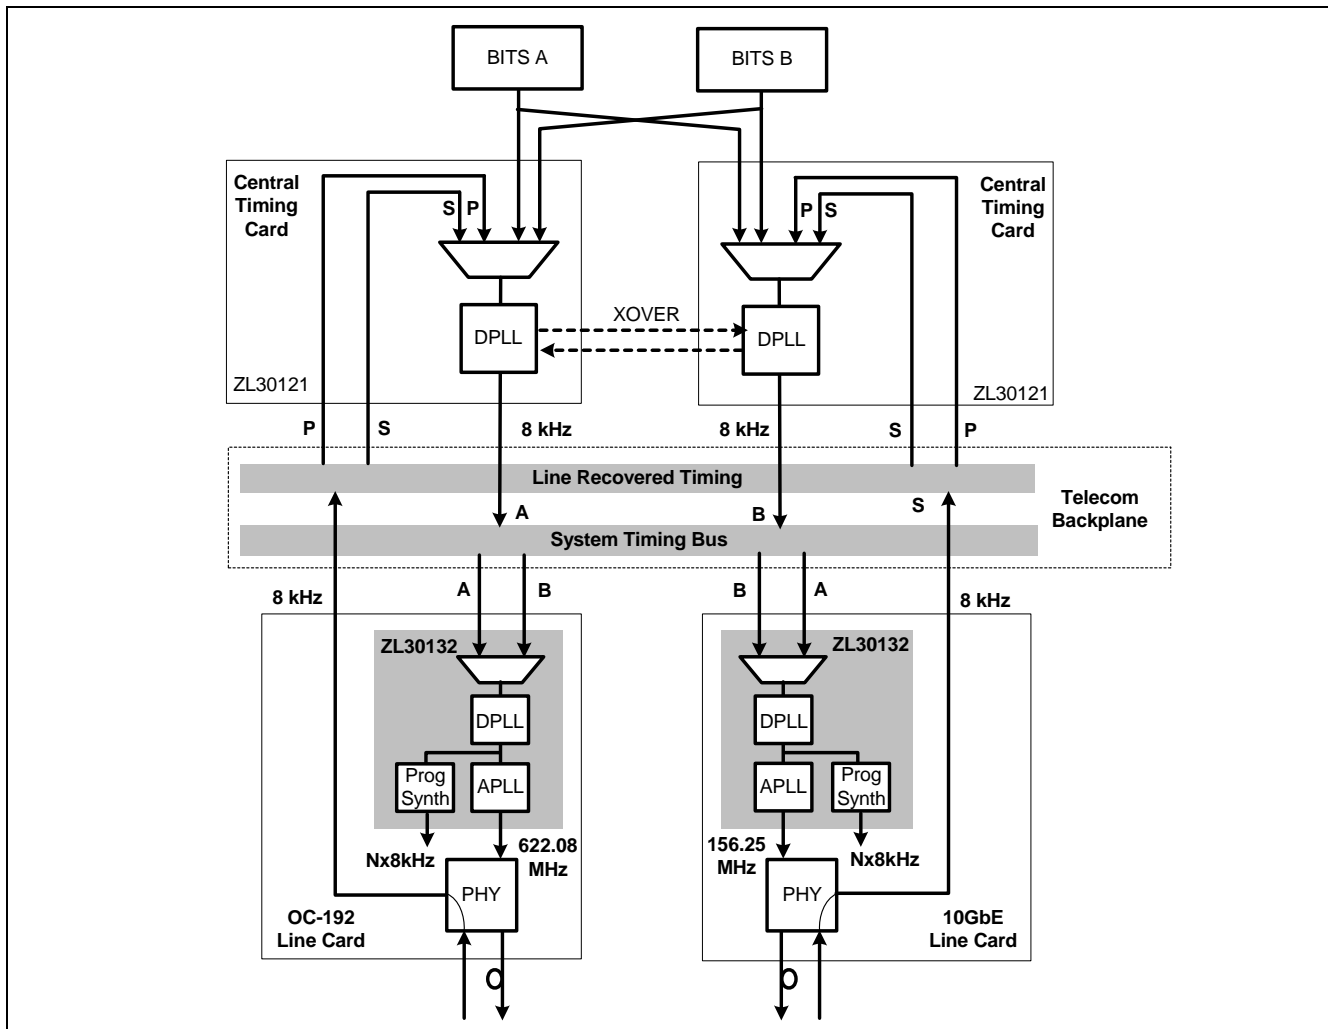 BITS A
BITS B
Central
Timing
Card
Central
Timing
Card
S P
P S
XOVER
DPLL
DPLL
ZL30121
ZL30121
P
S
8 kHz
8 kHz
S
P
Line Recovered Timing
Telecom
Backplane
A
B
S
System Timing Bus
8 kHz
A
B
B
A
8 kHz
ZL30132
ZL30132
DPLL
DPLL
Prog
Synth
APLL
APLL
Prog
Synth
Nx8kHz
622.08
MHz
156.25
MHz
Nx8kHz
PHY
PHY
OC-192
Line Card
10GbE
Line Card